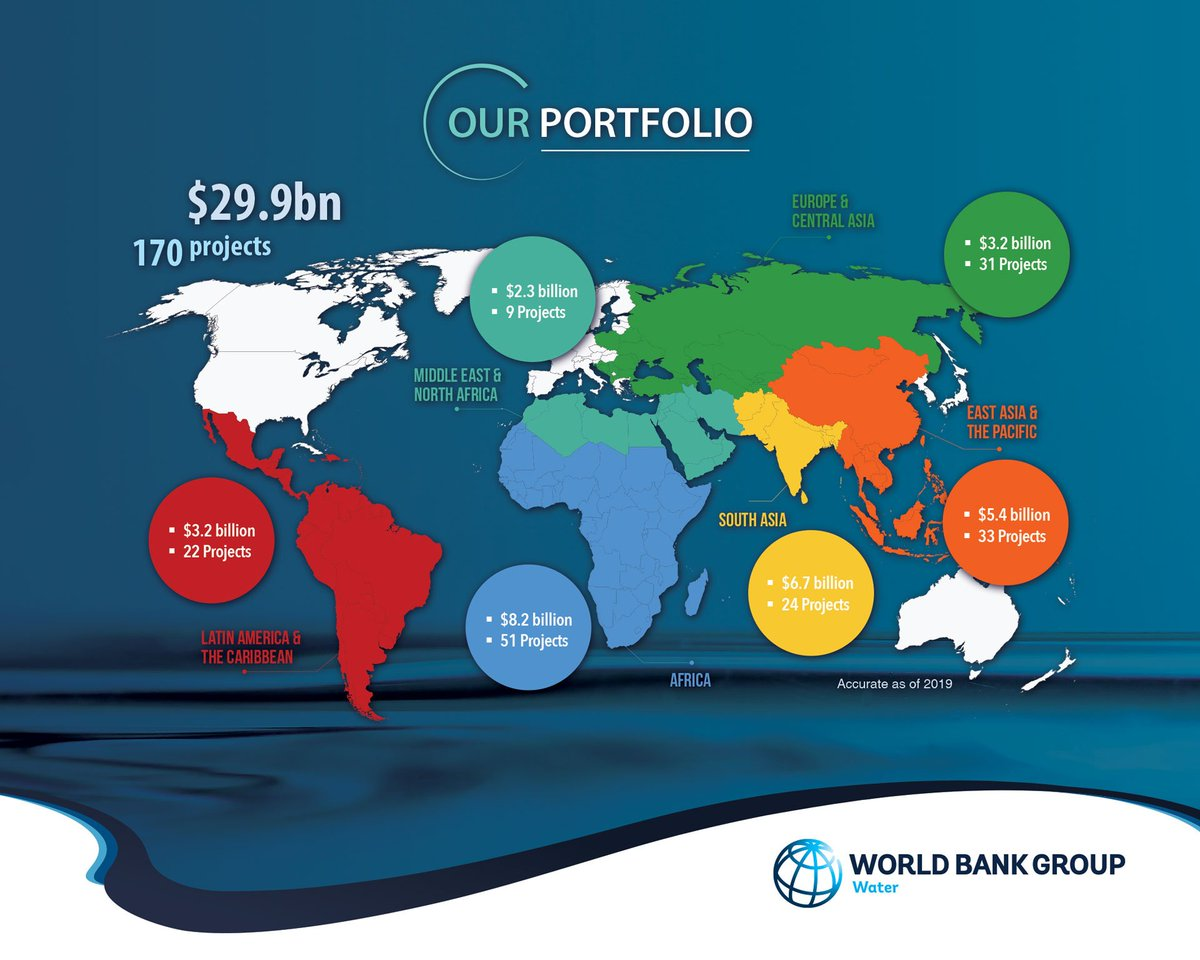 OUR PORTFOLIO
$29.9bn
170 projects
EUROPE &
CENTRAL ASIA
▪ $3.2 billion
▪ 31 Projects
▪ $2.3 billion
▪ 9 Projects
MIDDLE EAST &
NORTH AFRICA
EAST ASIA &
THE PACIFIC
▪ $5.4 billion
▪ 33 Projects
SOUTH ASIA
▪ $6.7 billion
▪ 24 Projects
▪ $3.2 billion
▪ 22 Projects
LATIN AMERICA &
THE CARIBBEAN
▪ $8.2 billion
▪ 51 Projects
AFRICA
Accurate as of 2019
WORLD BANK GROUP
Water